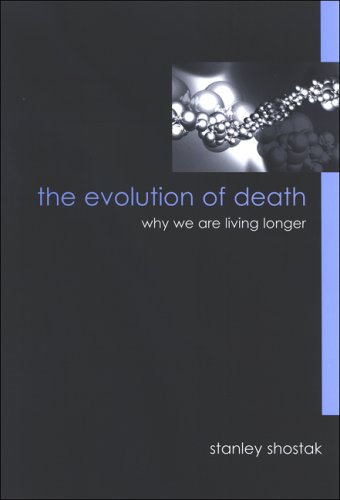 the evolution of death
why we are living longer
stanley shostak